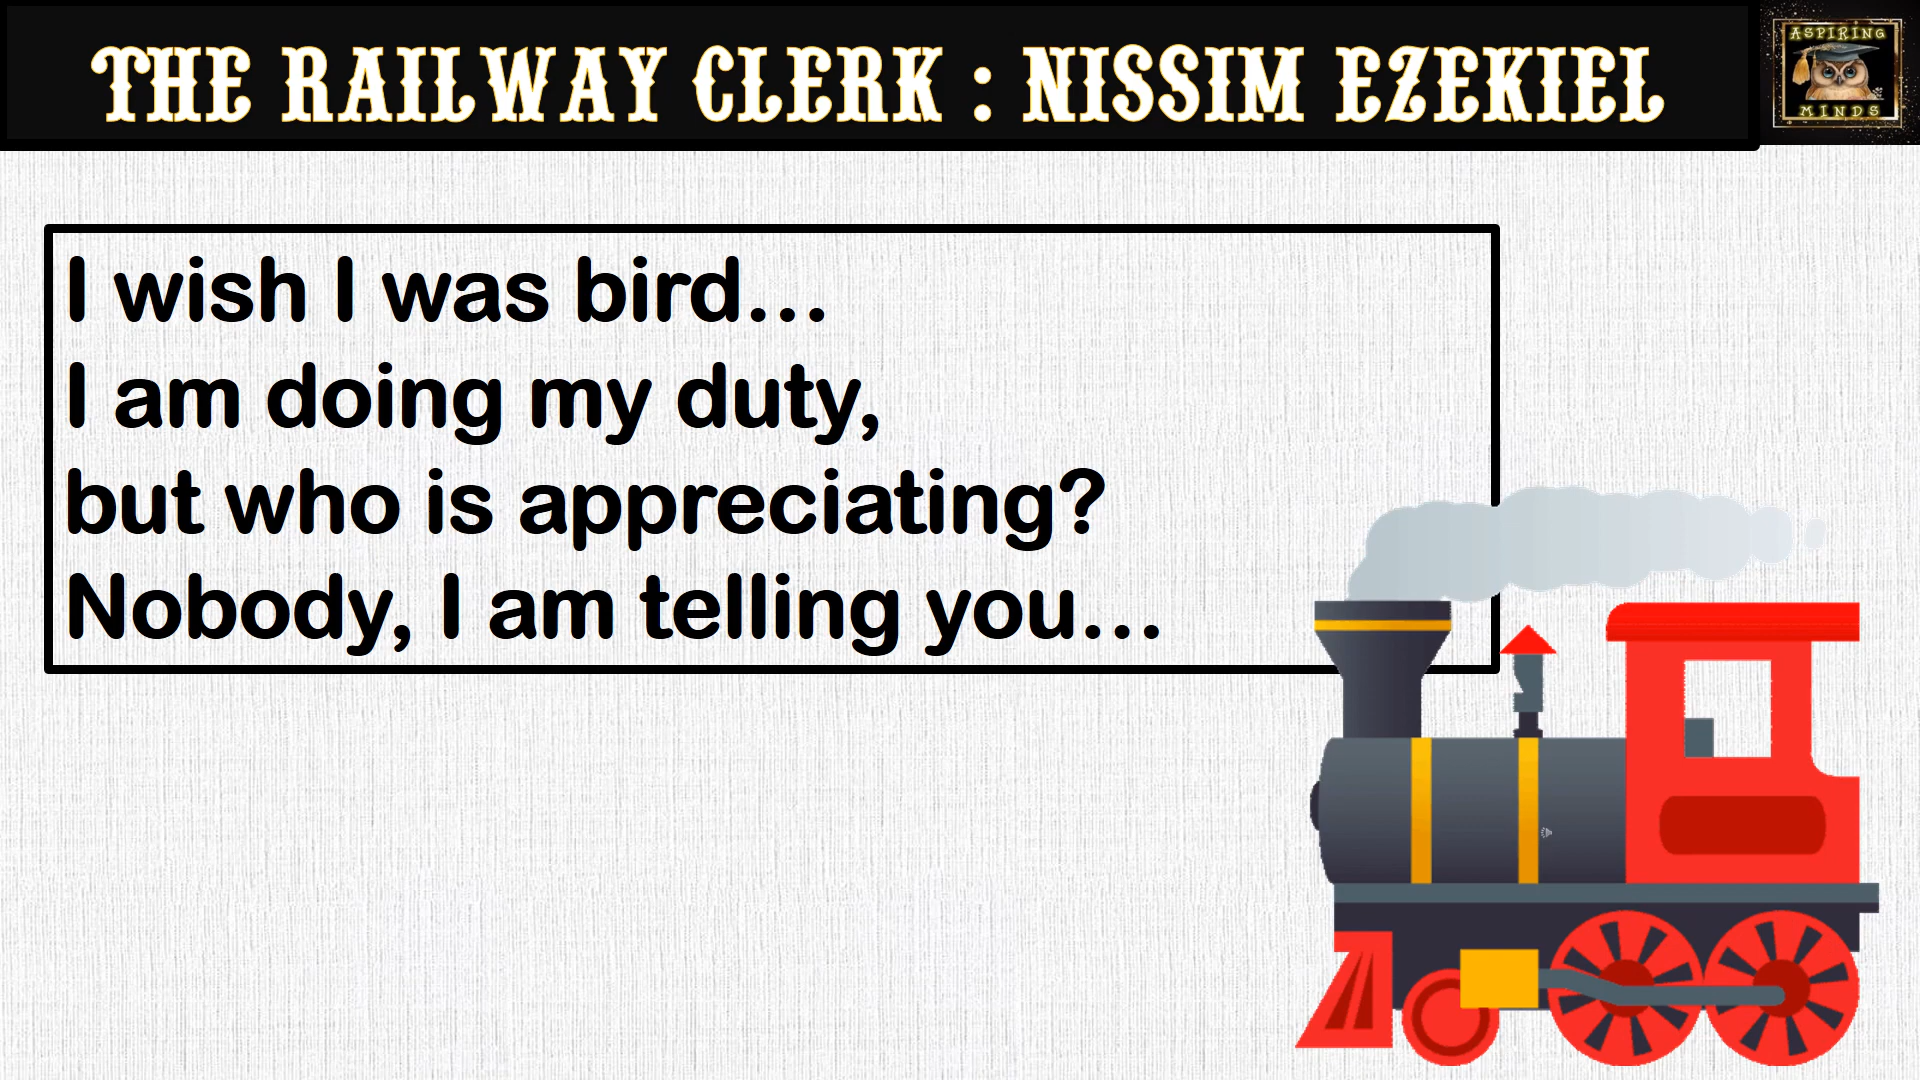 THE RAILWAY CLERK : NISSIM EZEKIEL
ASPIRING
MINDS
I wish I was bird...
I am doing my duty,
but who is appreciating?
Nobody, I am telling you...